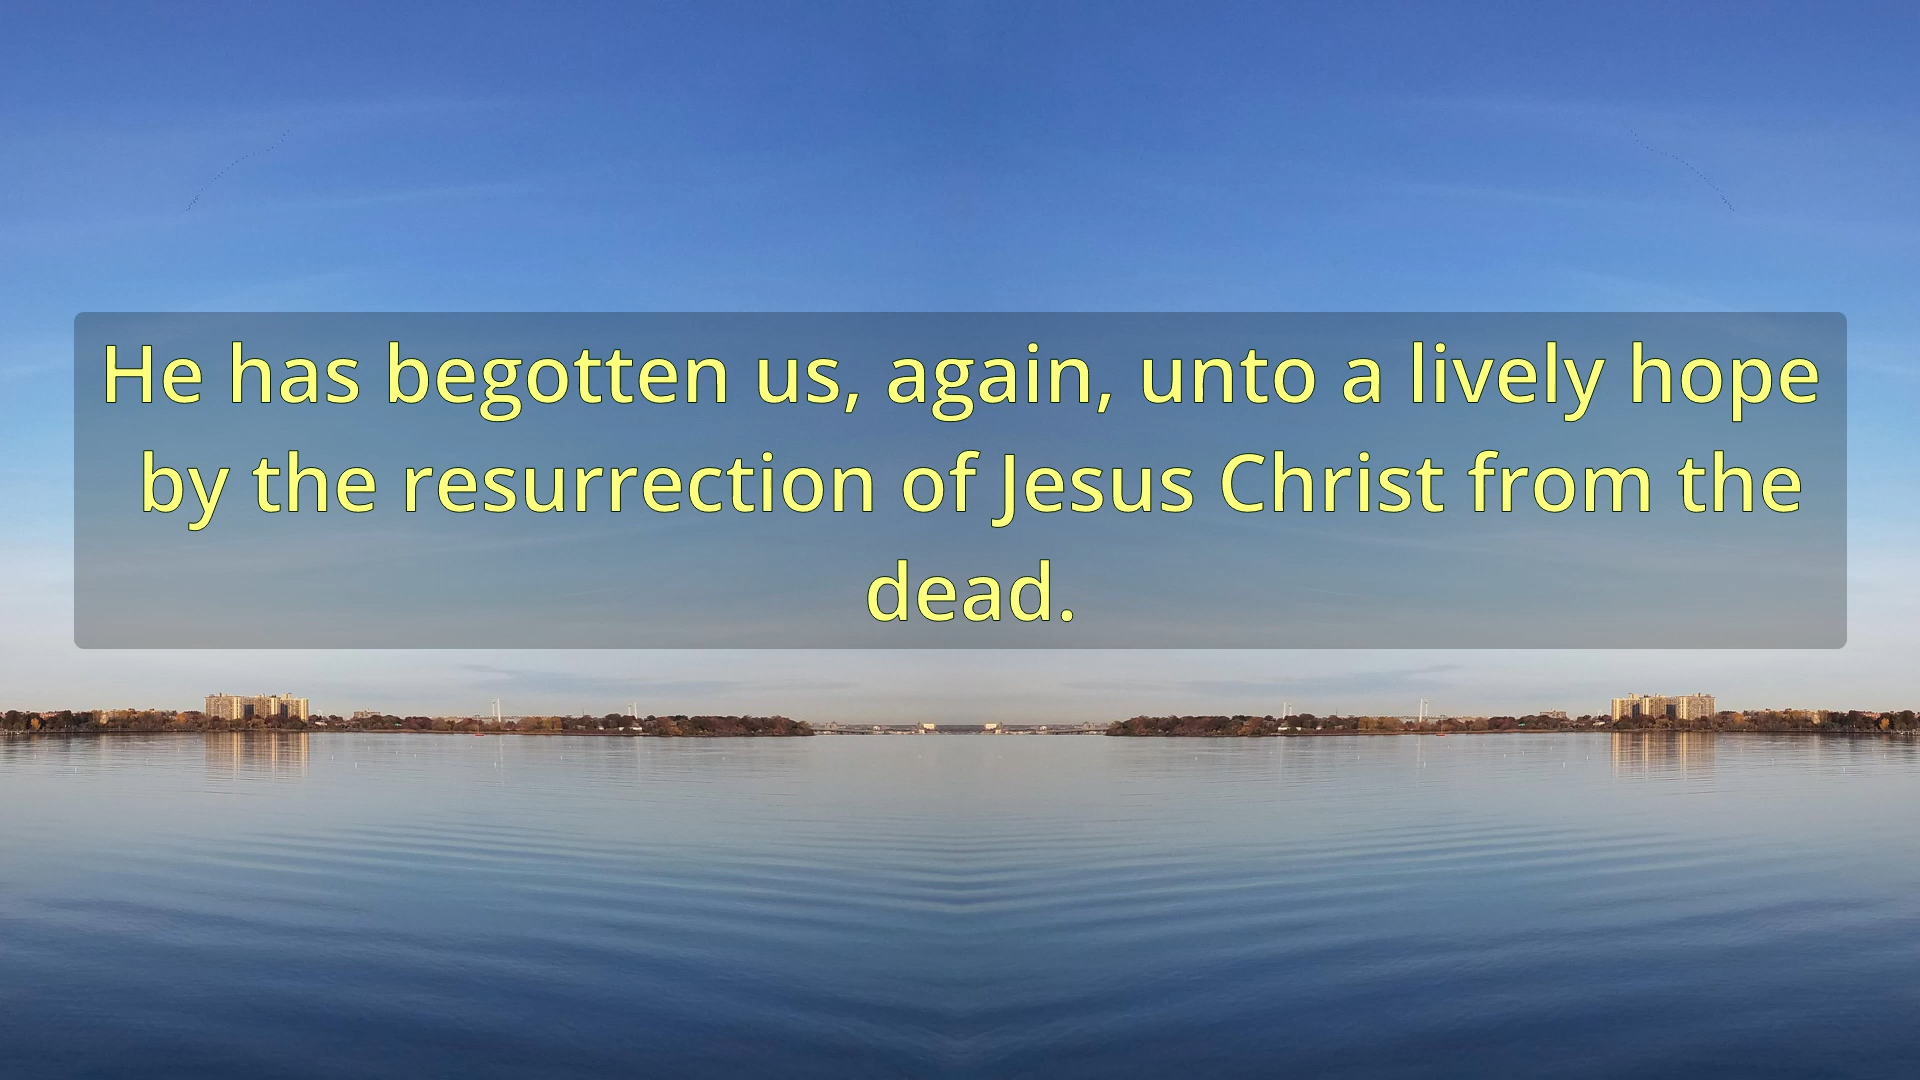 He has begotten us, again, unto a lively hope
by the resurrection of Jesus Christ from the
dead.